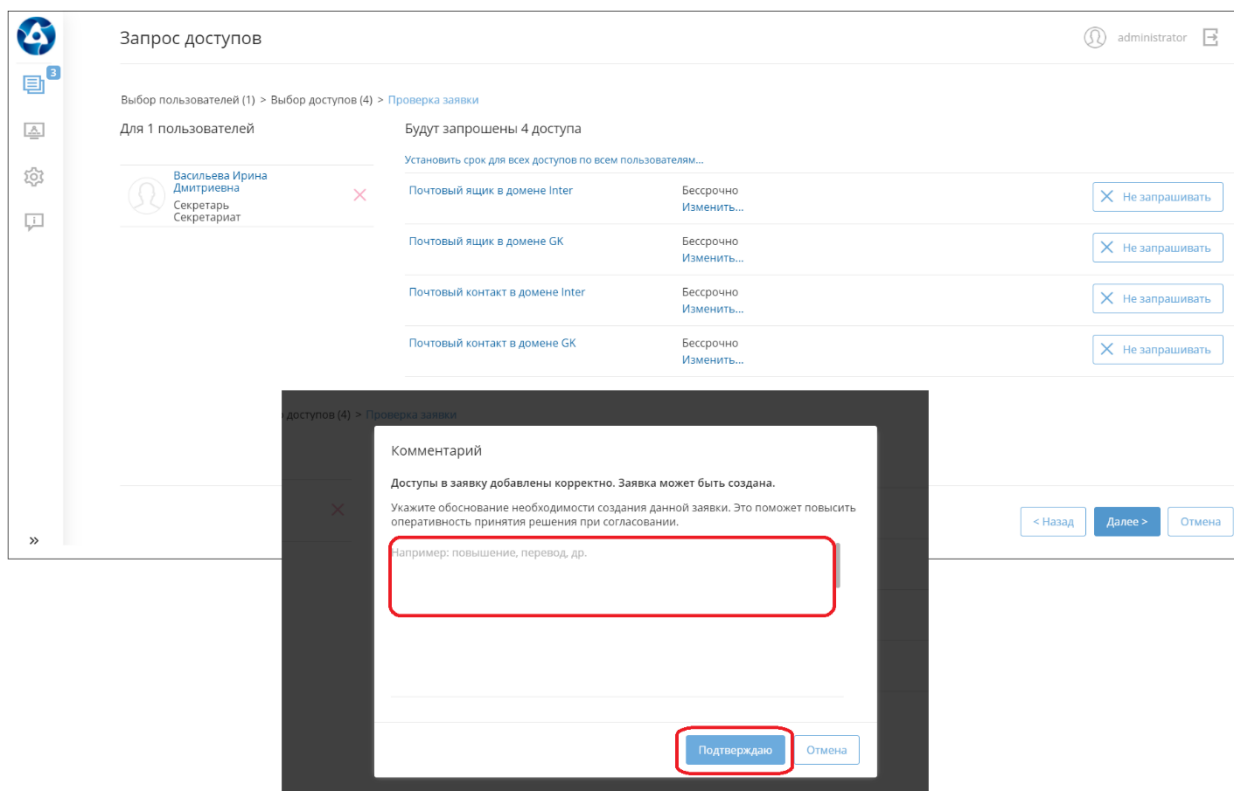 Запрос доступов
administrator
3
Выбор пользователей (1) > Выбор доступов (4) > Проверка заявки
Для 1 пользователей
Будут запрошены 4 доступа
Установить срок для всех доступов по всем пользователям...
Васильева Ирина
Дмитриевна
Секретарь
Секретариат
Почтовый ящик в домене Inter
Бессрочно
Изменить...
Не запрашивать
Почтовый ящик в домене GK
Бессрочно
Изменить...
Не запрашивать
Почтовый контакт в домене Inter
Бессрочно
Изменить...
Не запрашивать
Почтовый контакт в домене GK
Бессрочно
Изменить...
Не запрашивать
доступов (4) > Проверка заявки
Комментарий
Доступы в заявку добавлены корректно. Заявка может быть создана.
Укажите обоснование необходимости создания данной заявки. Это поможет повысить
оперативность принятия решения при согласовании.
Например: повышение, перевод, др.
Подтверждаю
Отмена
< Назад
Далее >
Отмена
»